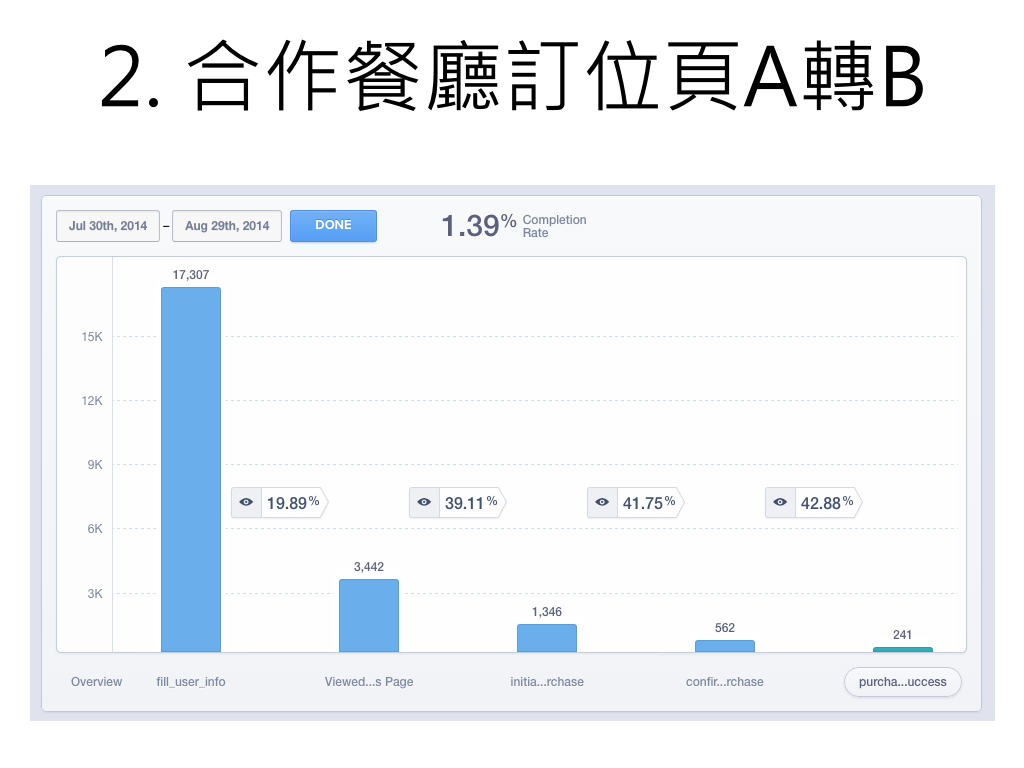 2. 合作餐廳訂位頁A轉B
Jul 30th, 2014 – Aug 29th, 2014 DONE 1.39% Completion Rate
17,307
15K
12K
9K
19.89% 39.11% 41.75% 42.88%
6K
3,442
3K
1,346
562
241
Overview fill_user_info Viewed...s Page initia...rchase confir...rchase purcha...uccess